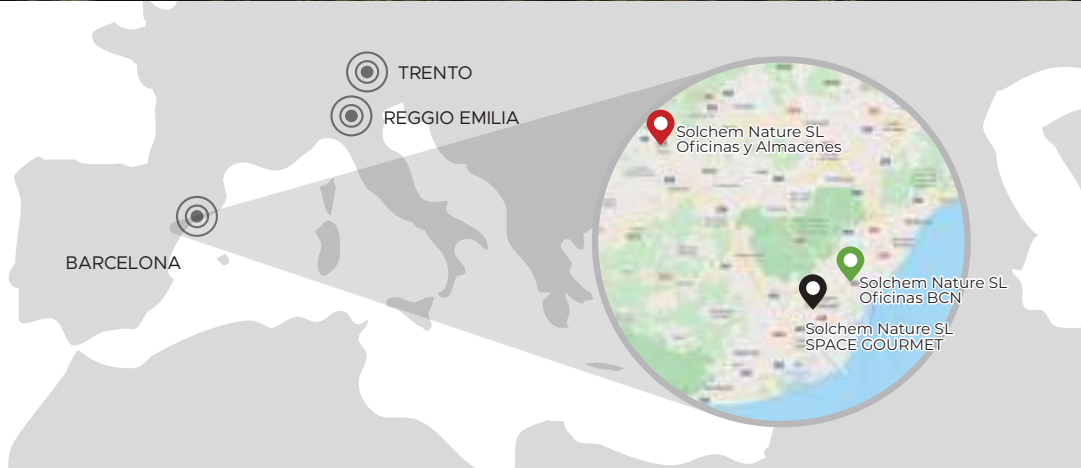 TRENTO
REGGIO EMILIA
BARCELONA
Solchem Nature SL
Oficinas y Almacenes
Solchem Nature SL
Oficinas BCN
Solchem Nature SL
SPACE GOURMET